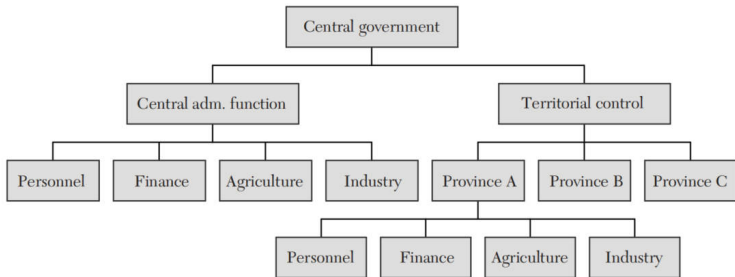 Central government
Central adm. function
Territorial control
Personnel
Finance
Agriculture
Industry
Province A
Province B
Province C
Personnel
Finance
Agriculture
Industry